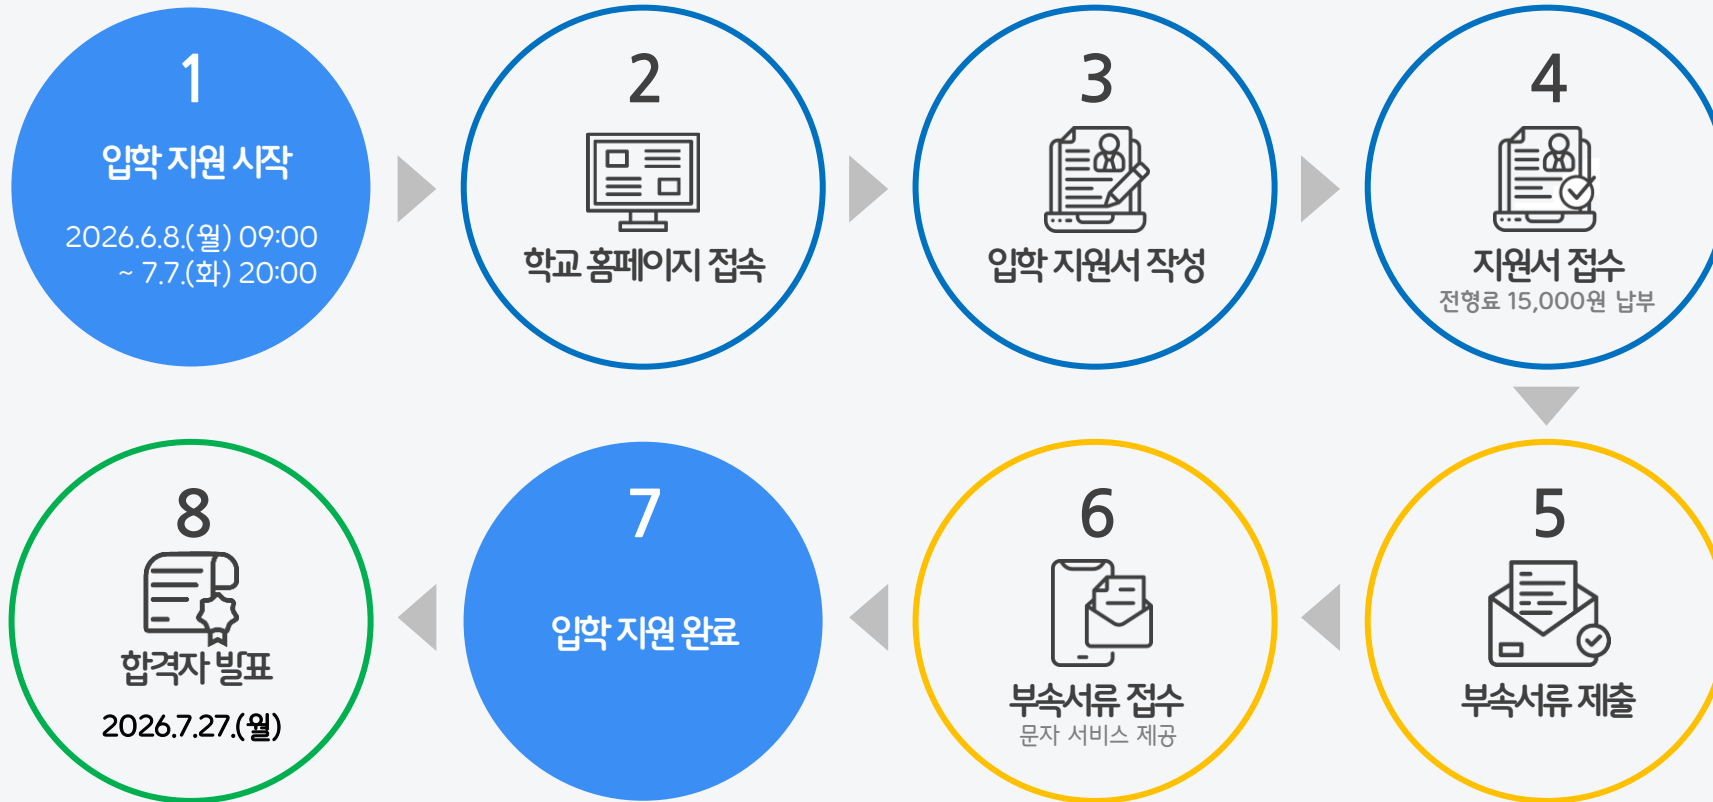 1
입학 지원 시작
2026.6.8.(월) 09:00
~ 7.7.(화) 20:00
2
학교 홈페이지 접속
3
입학 지원서 작성
4
지원서 접수
전형료 15,000원 납부
5
부속서류 제출
6
부속서류 접수
문자 서비스 제공
7
입학 지원 완료
8
합격자 발표
2026.7.27.(월)